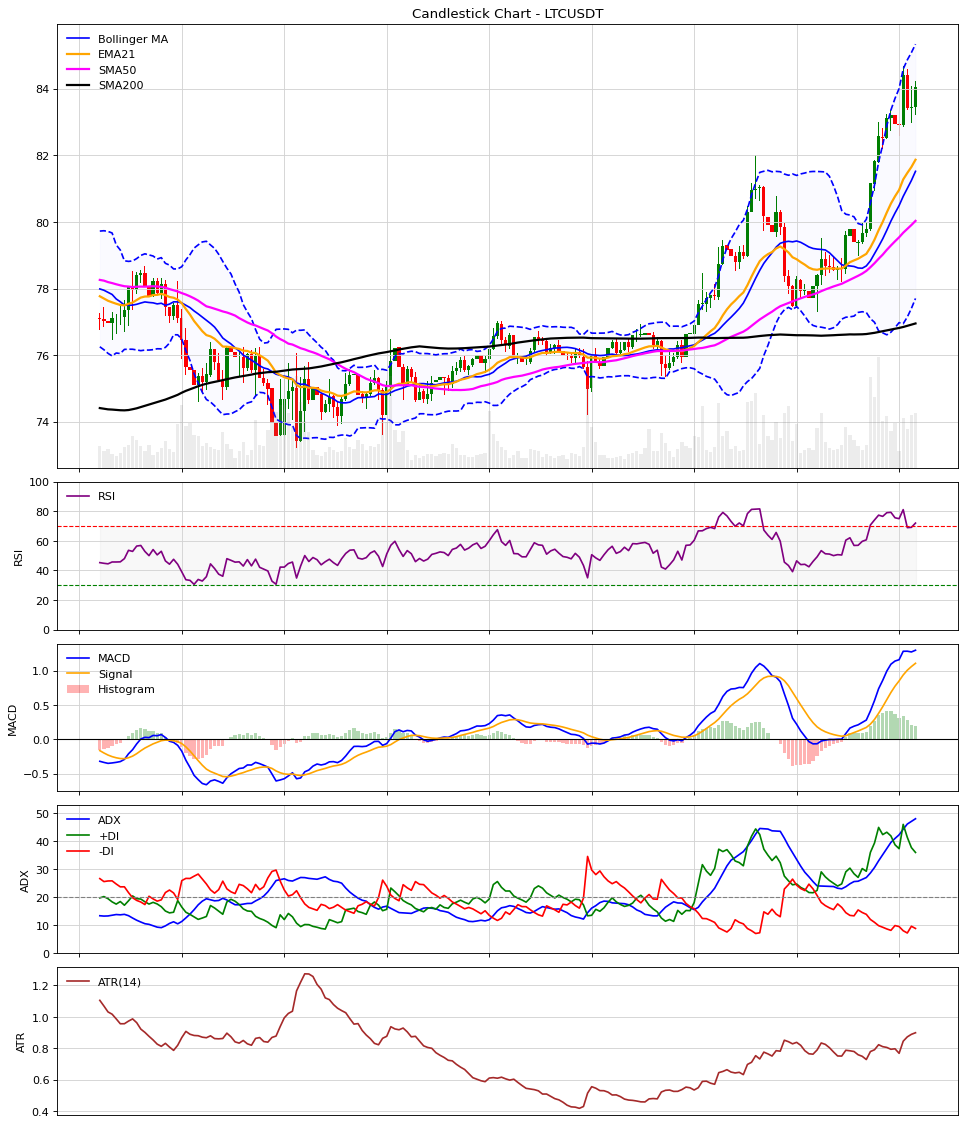 Candlestick Chart - LTCUSDT
Bollinger MA
EMA21
SMA50
SMA200
84
82
80
78
76
74
RSI
100
80
60
40
20
0
RSI
MACD
Signal
Histogram
1.0
0.5
0.0
−0.5
MACD
ADX
+DI
-DI
50
40
30
20
10
0
ADX
ATR(14)
1.2
1.0
0.8
0.6
0.4
ATR